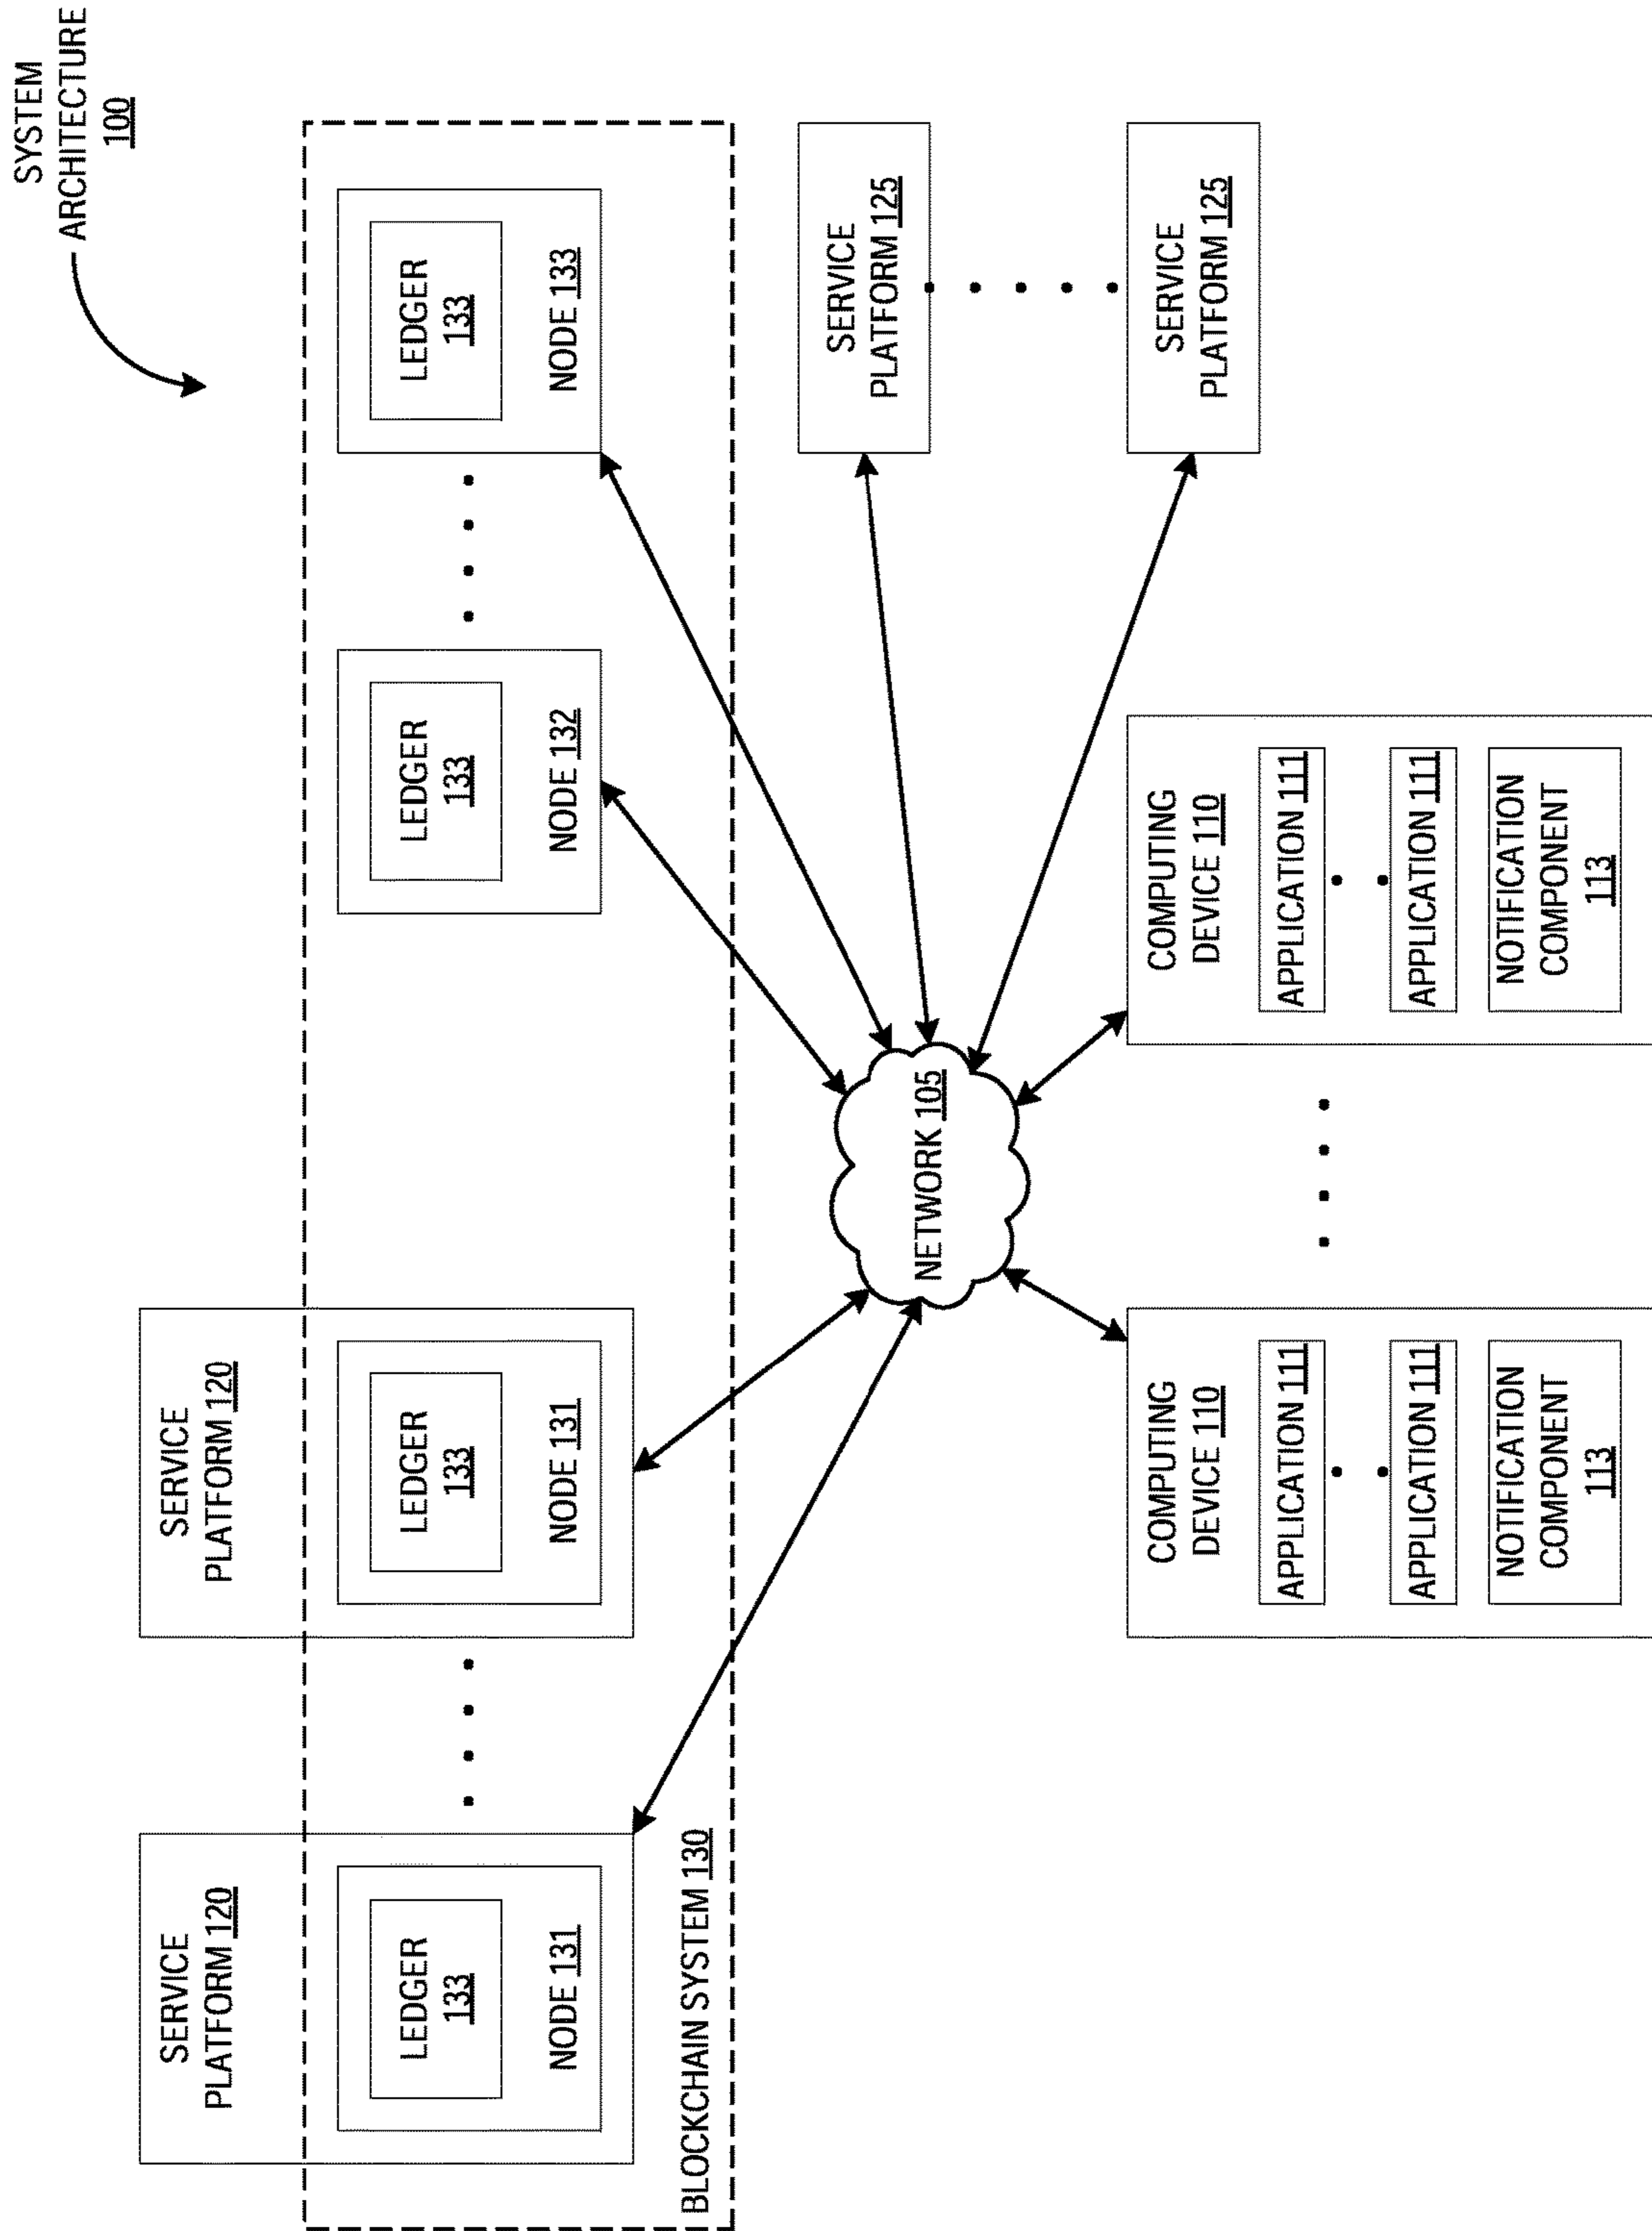 SYSTEM
ARCHITECTURE
100
SERVICE
PLATFORM 120
LEDGER
133
NODE 131
SERVICE
PLATFORM 120
LEDGER
133
NODE 131
LEDGER
133
NODE 132
LEDGER
133
NODE 133
BLOCKCHAIN SYSTEM 130
NETWORK 105
SERVICE
PLATFORM 125
SERVICE
PLATFORM 125
COMPUTING
DEVICE 110
APPLICATION 111
APPLICATION 111
NOTIFICATION
COMPONENT
113
COMPUTING
DEVICE 110
APPLICATION 111
APPLICATION 111
NOTIFICATION
COMPONENT
113